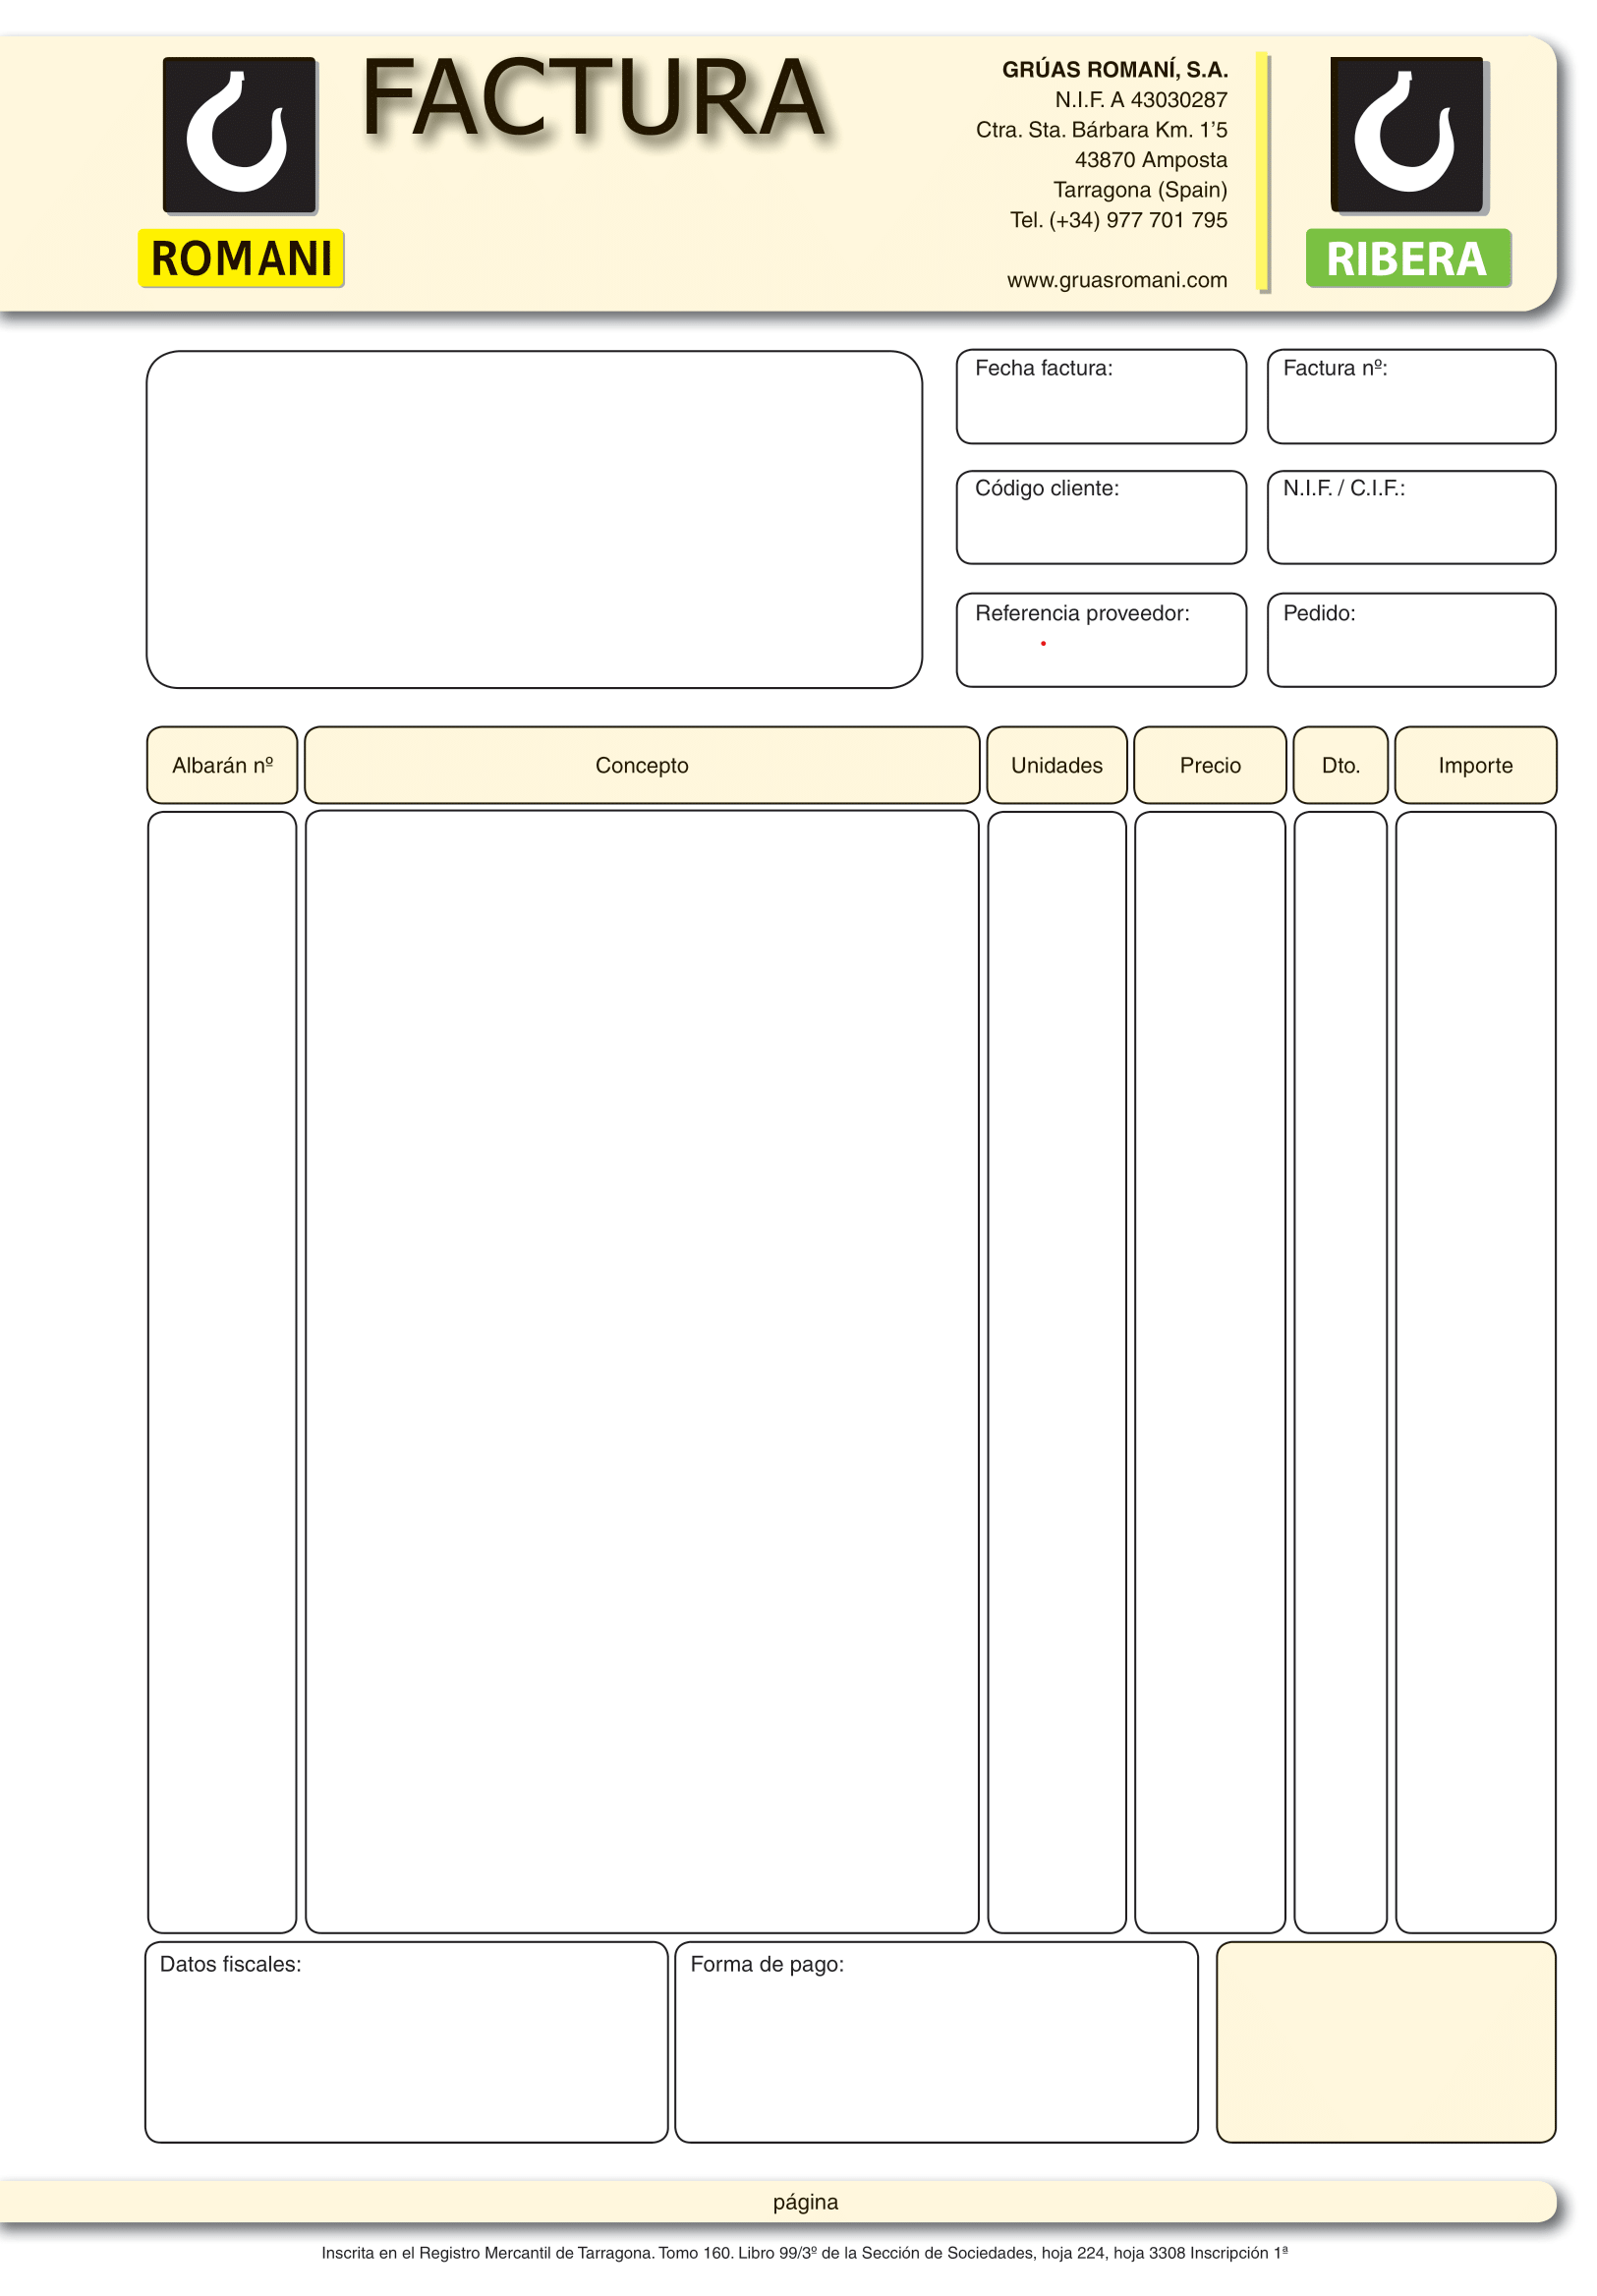 FACTURA
ROMANI
GRÚAS ROMANÍ, S.A.
N.I.F. A 43030287
Ctra. Sta. Bárbara Km. 1’5
43870 Amposta
Tarragona (Spain)
Tel. (+34) 977 701 795
www.gruasromani.com
RIBERA
Fecha factura:
Factura nº:
Código cliente:
N.I.F. / C.I.F.:
Referencia proveedor:
Pedido:
Albarán nº
Concepto
Unidades
Precio
Dto.
Importe
Datos fiscales:
Forma de pago:
página
Inscrita en el Registro Mercantil de Tarragona. Tomo 160. Libro 99/3º de la Sección de Sociedades, hoja 224, hoja 3308 Inscripción 1ª